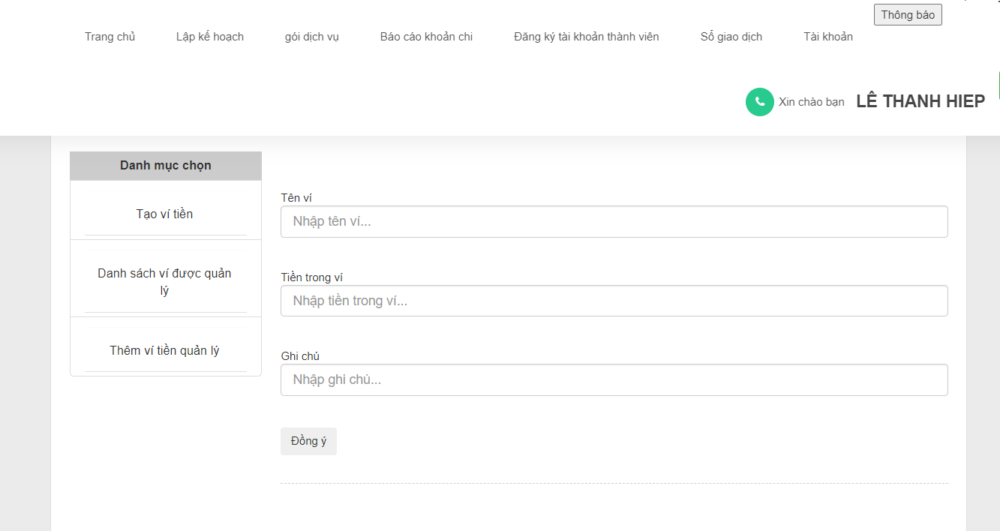 Thông báo
Trang chủ Lập kế hoạch gói dịch vụ Báo cáo khoản chi Đăng ký tài khoản thành viên Sổ giao dịch Tài khoản
Xin chào bạn LÊ THANH HIEP
Danh mục chọn
Tạo ví tiền
Danh sách ví được quản
lý
Thêm ví tiền quản lý
Tên ví
Nhập tên ví...
Tiền trong ví
Nhập tiền trong ví...
Ghi chú
Nhập ghi chú...
Đồng ý